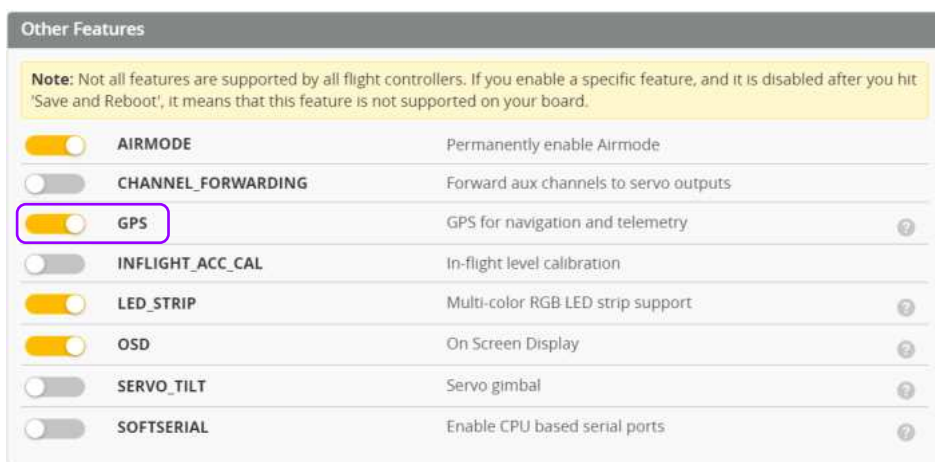 Other Features
Note: Not all features are supported by all flight controllers. If you enable a specific feature, and it is disabled after you hit
'Save and Reboot', it means that this feature is not supported on your board.
AIRMODE Permanently enable Airmode
CHANNEL_FORWARDING Forward aux channels to servo outputs
GPS GPS for navigation and telemetry ?
INFLIGHT_ACC_CAL In-flight level calibration
LED_STRIP Multi-color RGB LED strip support ?
OSD On Screen Display ?
SERVO_TILT Servo gimbal ?
SOFTSERIAL Enable CPU based serial ports ?